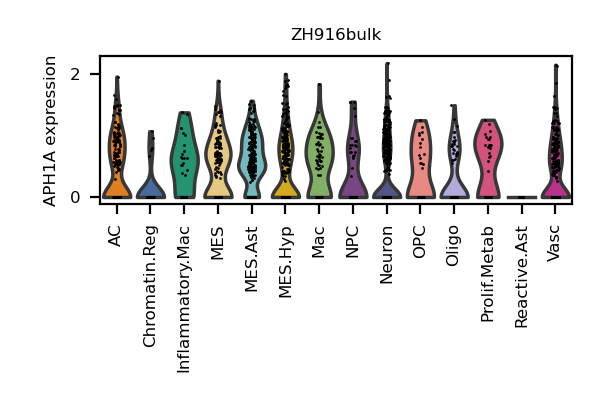 ZH916bulk
APH1A expression
2
0
AC
Chromatin.Reg
Inflammatory.Mac
MES
MES.Ast
MES.Hyp
Mac
NPC
Neuron
OPC
Oligo
Prolif.Metab
Reactive.Ast
Vasc